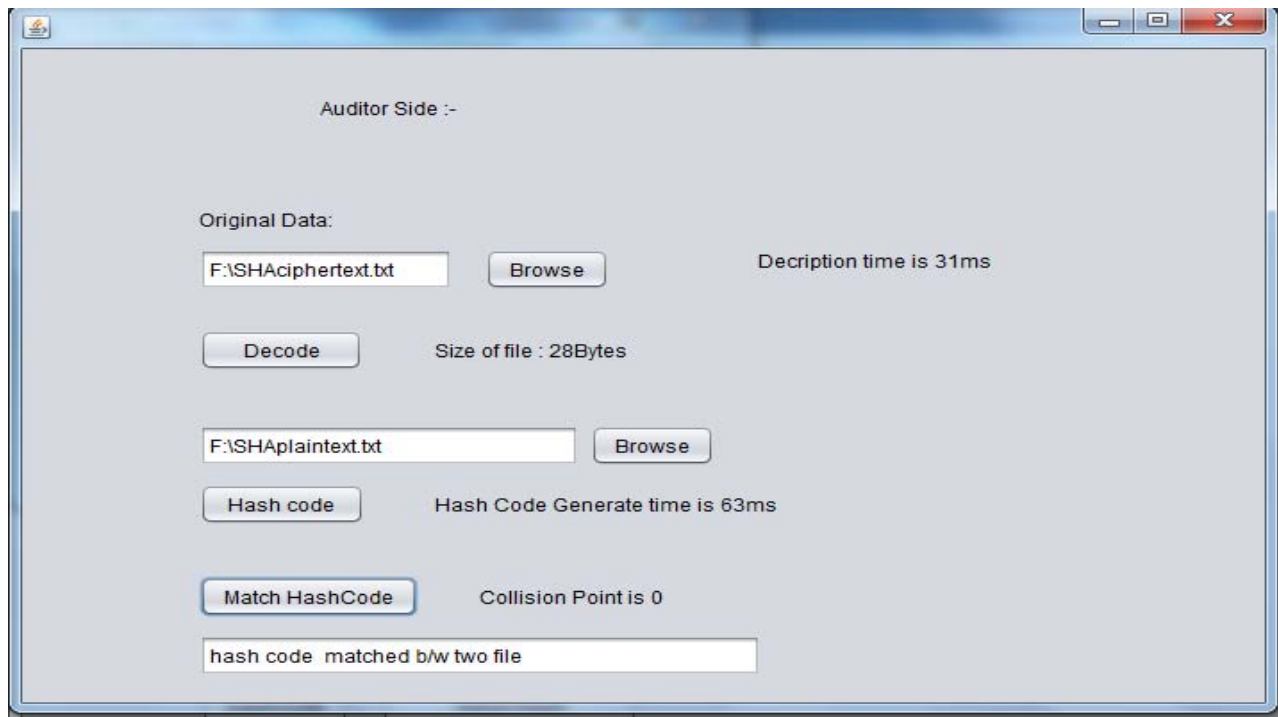 Auditor Side :-
Original Data:
F:\SHAciphertext.txt Browse Decription time is 31ms
Decode Size of file : 28Bytes
F:\SHAplaintext.txt Browse
Hash code Hash Code Generate time is 63ms
Match HashCode Collision Point is 0
hash code  matched b/w two file